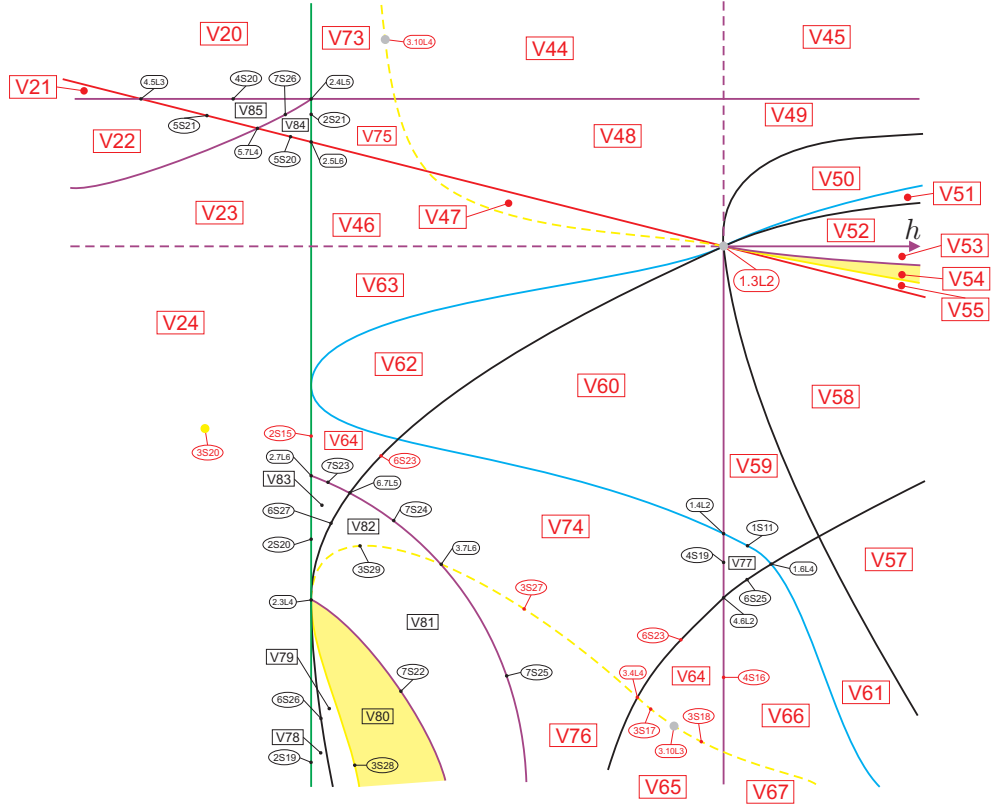 V20
V73
3.10L4
V44
V45
V21
4.5L3
4S20
7S26
2.4L5
5S21
V85
V84
2S21
V75
V48
V49
V22
5.7L4
5S20
2.5L6
V50
V51
V23
V46
V47
V52
h
V53
V54
V55
1.3L2
V63
V24
V62
V60
V58
3S20
2S15
V64
6S23
2.7L6
7S23
V83
6.7L5
V59
6S27
V82
7S24
V74
1.4L2
1S11
2S20
3S29
3.7L6
4S19
V77
1.6L4
V57
6S25
2.3L4
3S27
4.6L2
V81
6S23
V79
7S22
7S25
3.4L4
V64
4S16
V61
6S26
V80
3S17
3S18
V66
V78
V76
3.10L3
2S19
3S28
V65
V67